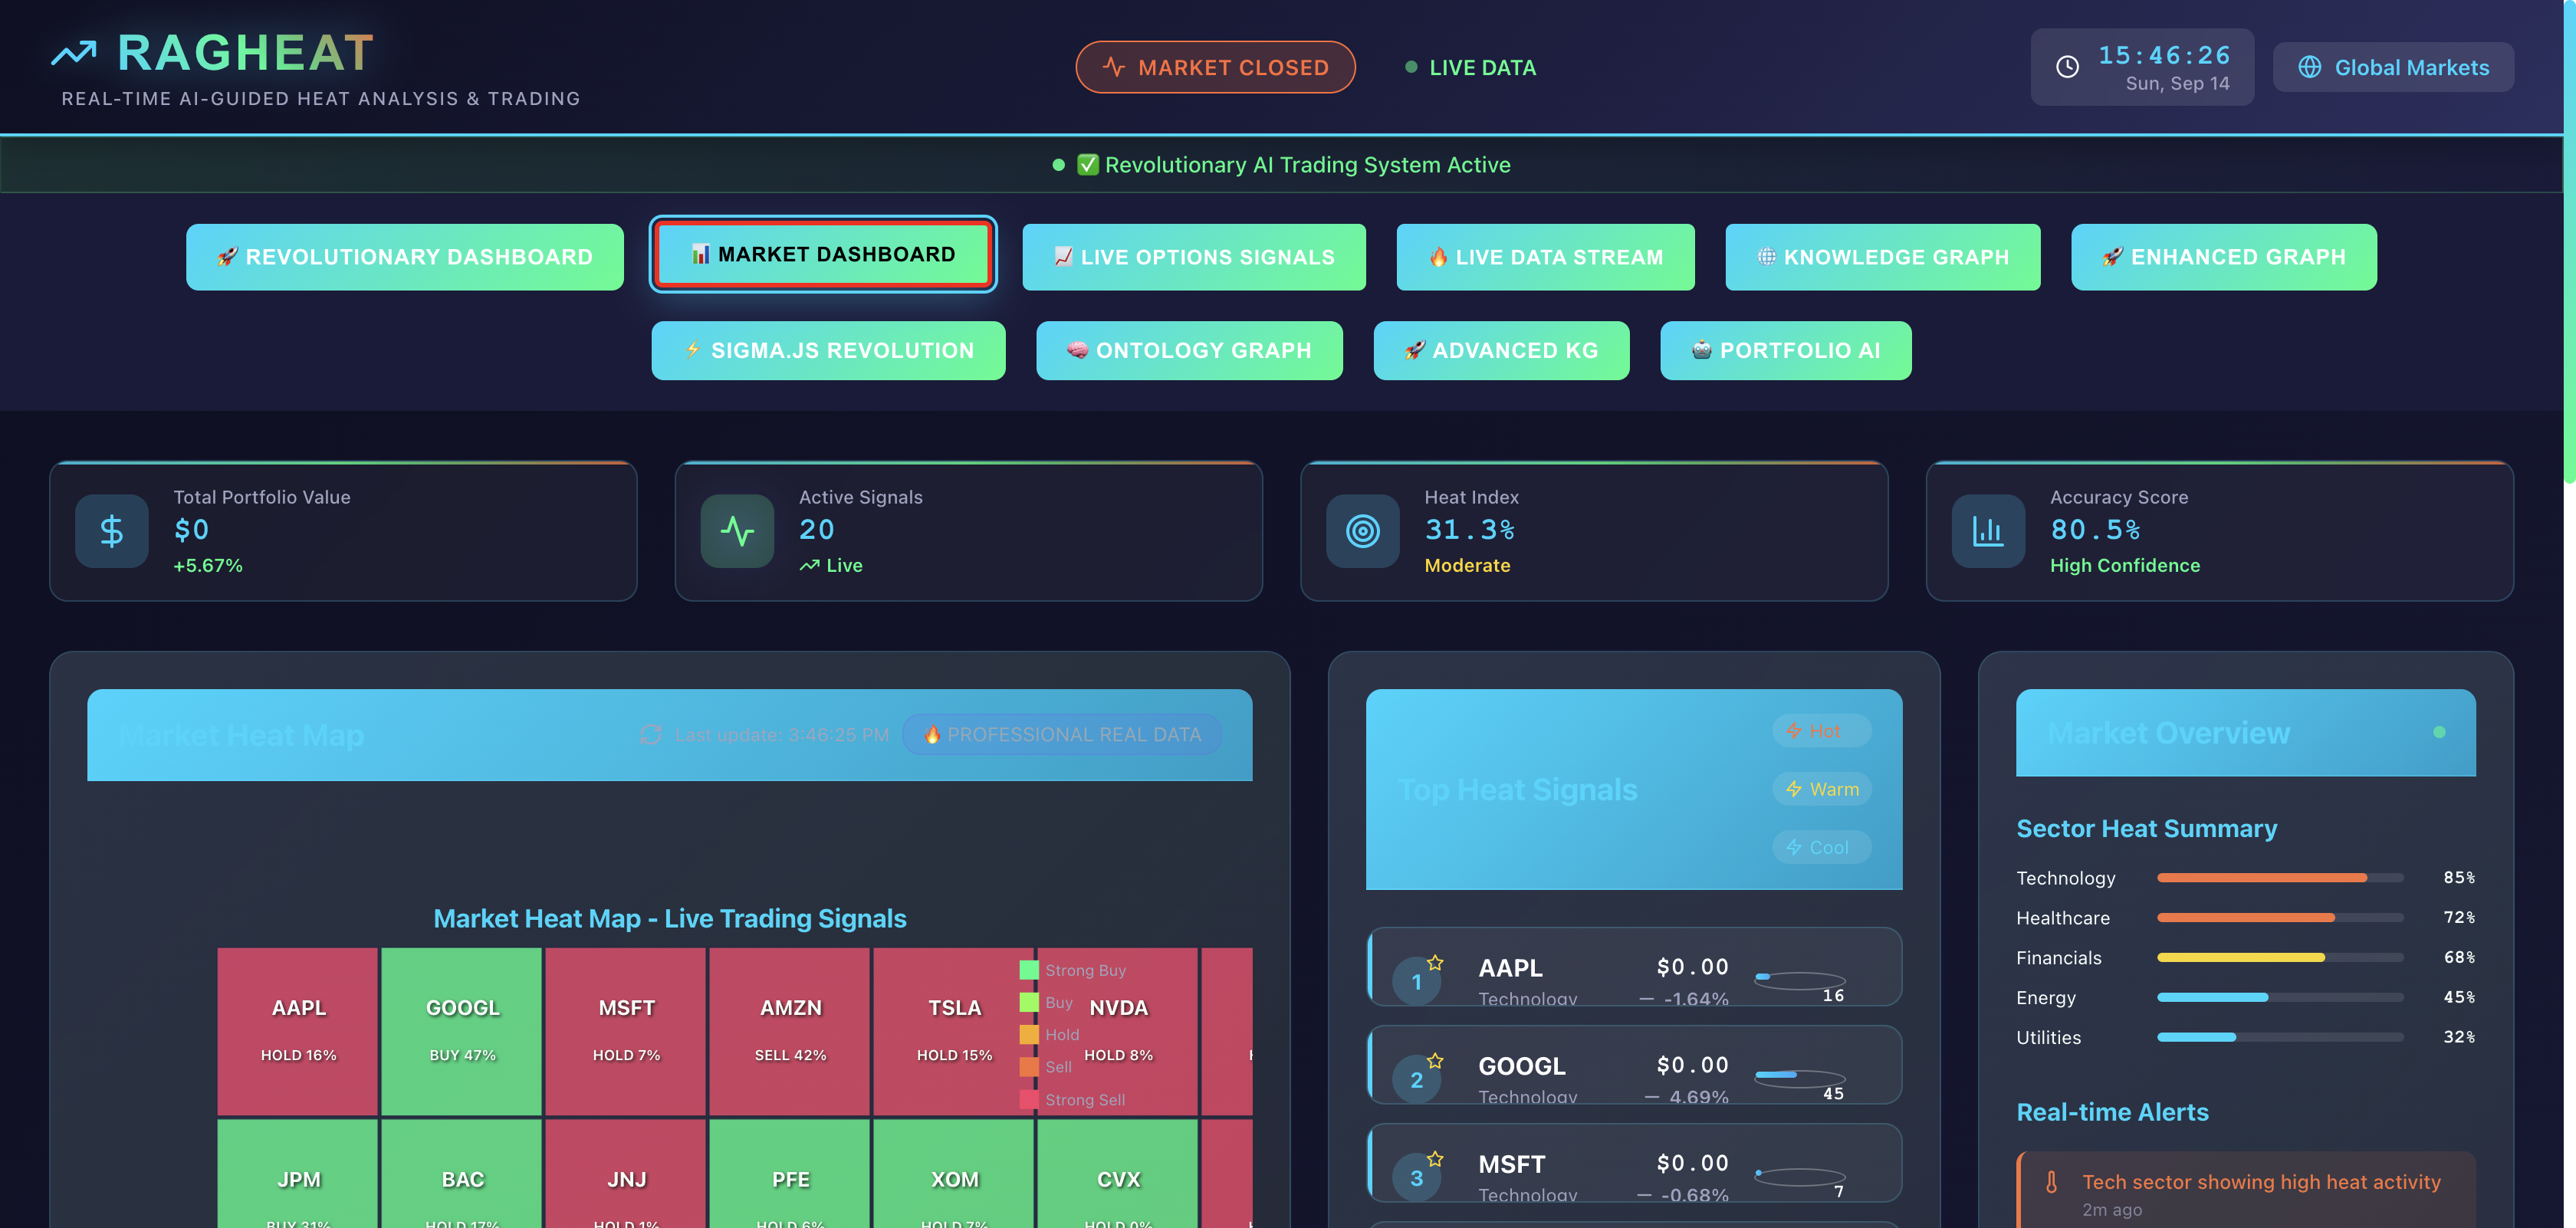 RAGHEAT
REAL-TIME AI-GUIDED HEAT ANALYSIS & TRADING
MARKET CLOSED
LIVE DATA
15:46:26
Sun, Sep 14
Global Markets
✅ Revolutionary AI Trading System Active
🚀 REVOLUTIONARY DASHBOARD
📊 MARKET DASHBOARD
📈 LIVE OPTIONS SIGNALS
🔥 LIVE DATA STREAM
🌐 KNOWLEDGE GRAPH
🚀 ENHANCED GRAPH
⚡ SIGMA.JS REVOLUTION
🧠 ONTOLOGY GRAPH
🚀 ADVANCED KG
🤖 PORTFOLIO AI
Total Portfolio Value
$0
+5.67%
Active Signals
20
Live
Heat Index
31.3%
Moderate
Accuracy Score
80.5%
High Confidence
Market Heat Map
Last update: 3:46:25 PM
🔥 PROFESSIONAL REAL DATA
Market Heat Map - Live Trading Signals
AAPL
HOLD 16%
GOOGL
BUY 47%
MSFT
HOLD 7%
AMZN
SELL 42%
TSLA
HOLD 15%
NVDA
HOLD 8%
Strong Buy
Buy
Hold
Sell
Strong Sell
JPM
BUY 31%
BAC
HOLD 17%
JNJ
HOLD 1%
PFE
HOLD 6%
XOM
HOLD 7%
CVX
HOLD 0%
Top Heat Signals
Hot
Warm
Cool
1
AAPL
$0.00
Technology
-1.64%
16
2
GOOGL
$0.00
Technology
4.69%
45
3
MSFT
$0.00
Technology
-0.68%
7
Market Overview
Sector Heat Summary
Technology 85%
Healthcare 72%
Financials 68%
Energy 45%
Utilities 32%
Real-time Alerts
Tech sector showing high heat activity
2m ago